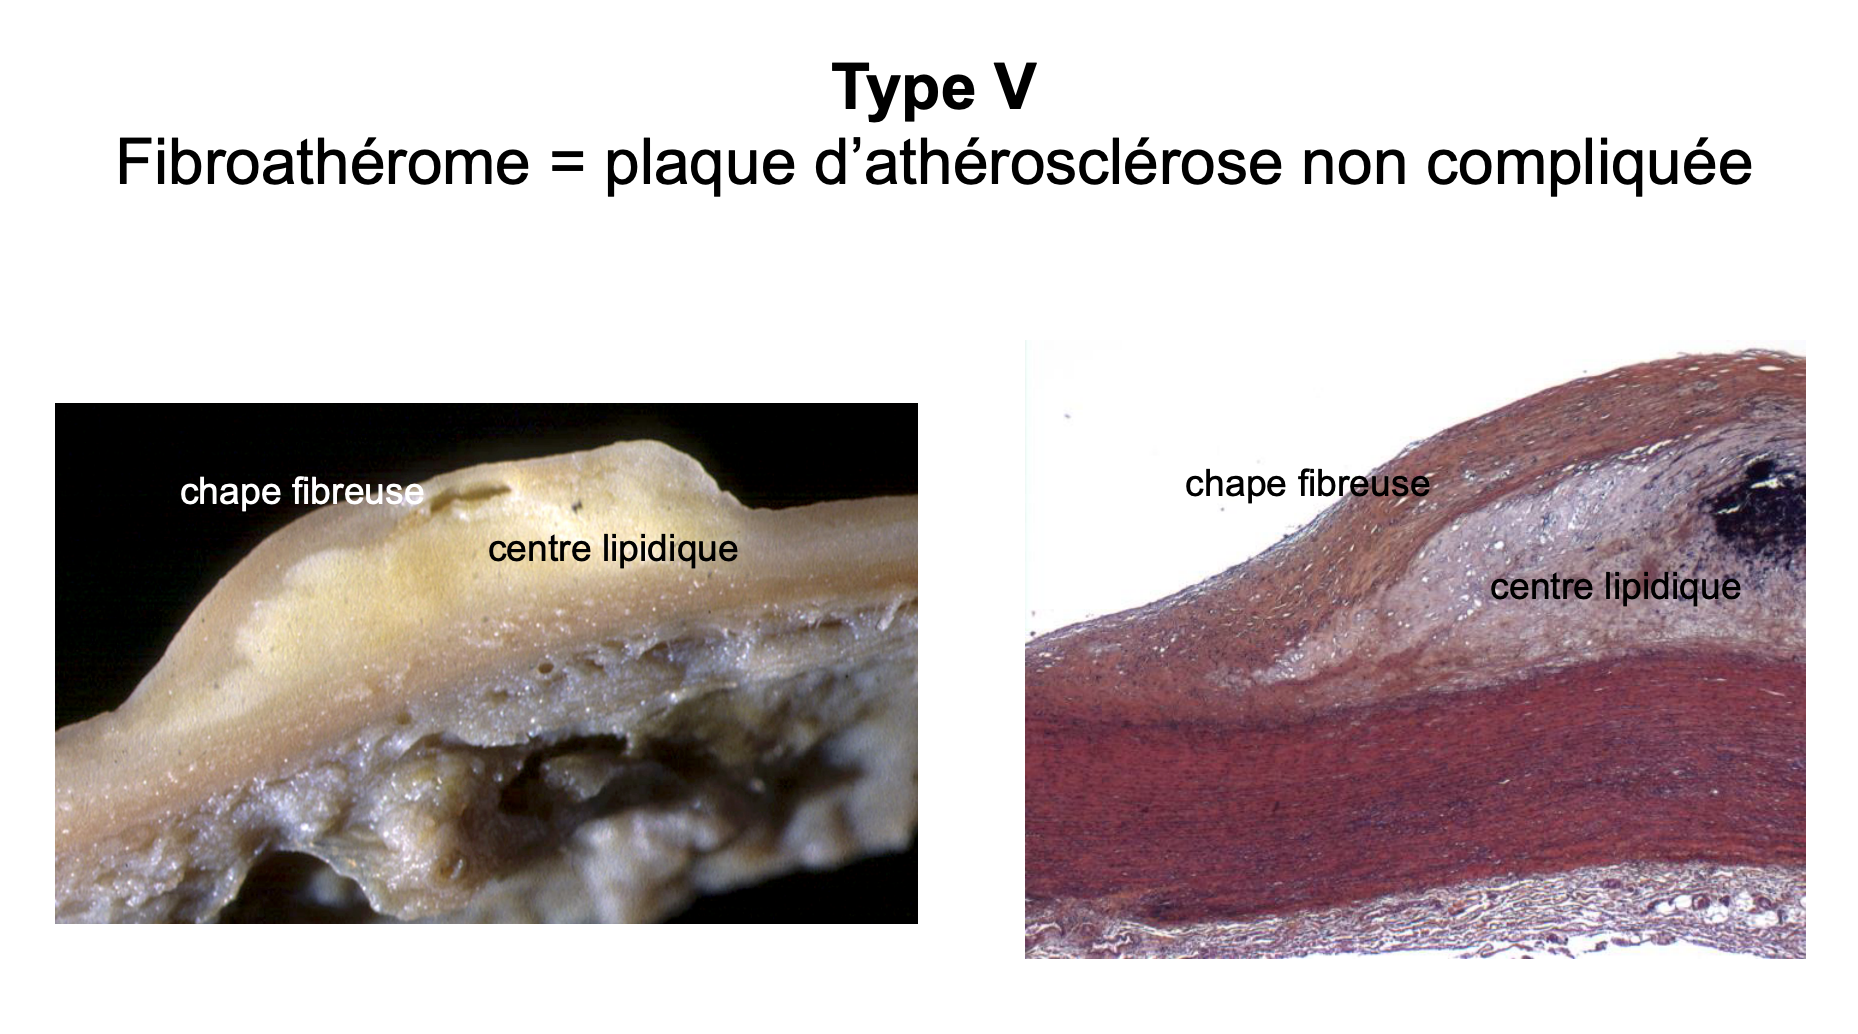 Type V
Fibroathérome = plaque d’athérosclérose non compliquée
chape fibreuse
centre lipidique
chape fibreuse
centre lipidique